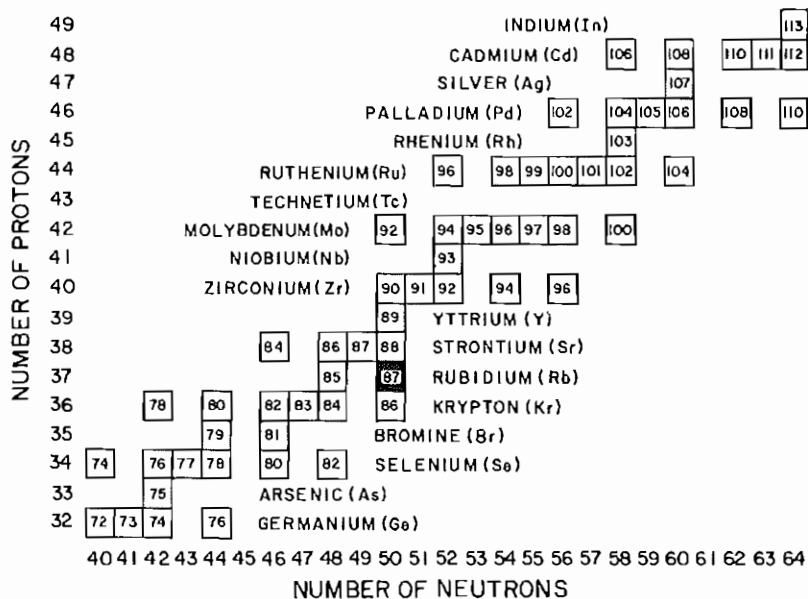 NUMBER OF PROTONS
49 INDIUM(In) 113
48 CADMIUM(Cd) 106 108 110 111 112
47 SILVER(Ag) 107
46 PALLADIUM(Pd) 102 104 105 106 108 110
45 RHENIUM(Rh) 103
44 RUTHENIUM(Ru) 96 98 99 100 101 102 104
43 TECHNETIUM(Tc)
42 MOLYBDENUM(Mo) 92 94 95 96 97 98 100
41 NIOBIUM(Nb) 93
40 ZIRCONIUM(Zr) 90 91 92 94 96
39 89 YTTRIUM (Y)
38 84 86 87 88 STRONTIUM(Sr)
37 85 87 RUBIDIUM(Rb)
36 78 80 82 83 84 86 KRYPTON(Kr)
35 79 81 BROMINE(Br)
34 74 76 77 78 80 82 SELENIUM(Se)
33 75 ARSENIC(As)
32 72 73 74 76 GERMANIUM(Ge)
40 41 42 43 44 45 46 47 48 49 50 51 52 53 54 55 56 57 58 59 60 61 62 63 64
NUMBER OF NEUTRONS